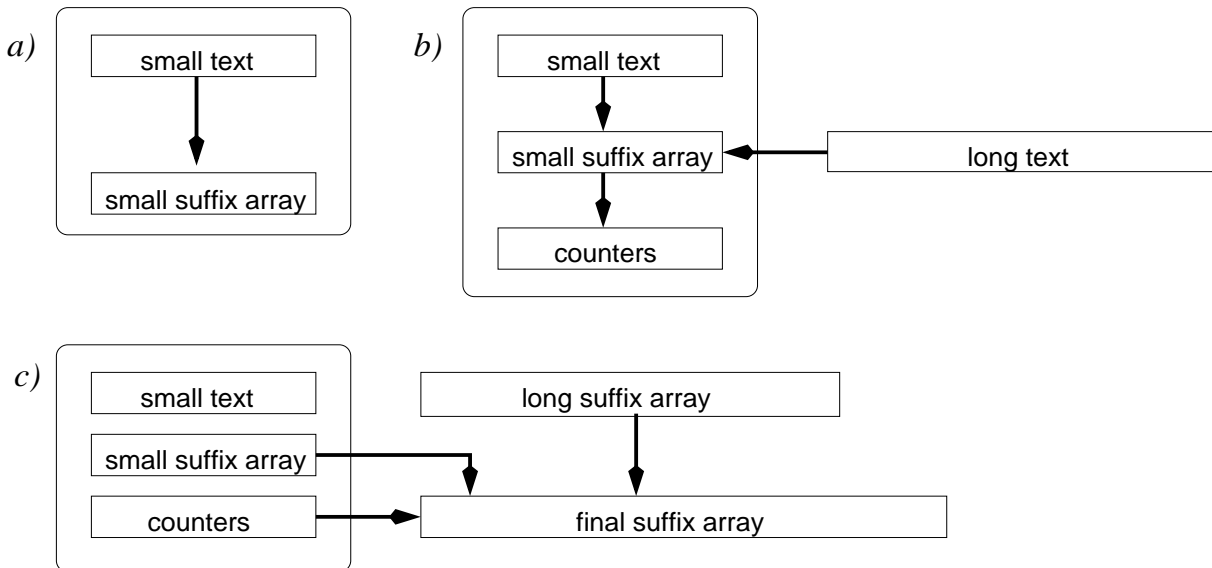 a)
small text
small suffix array
b)
small text
small suffix array
long text
counters
c)
small text
long suffix array
small suffix array
counters
final suffix array